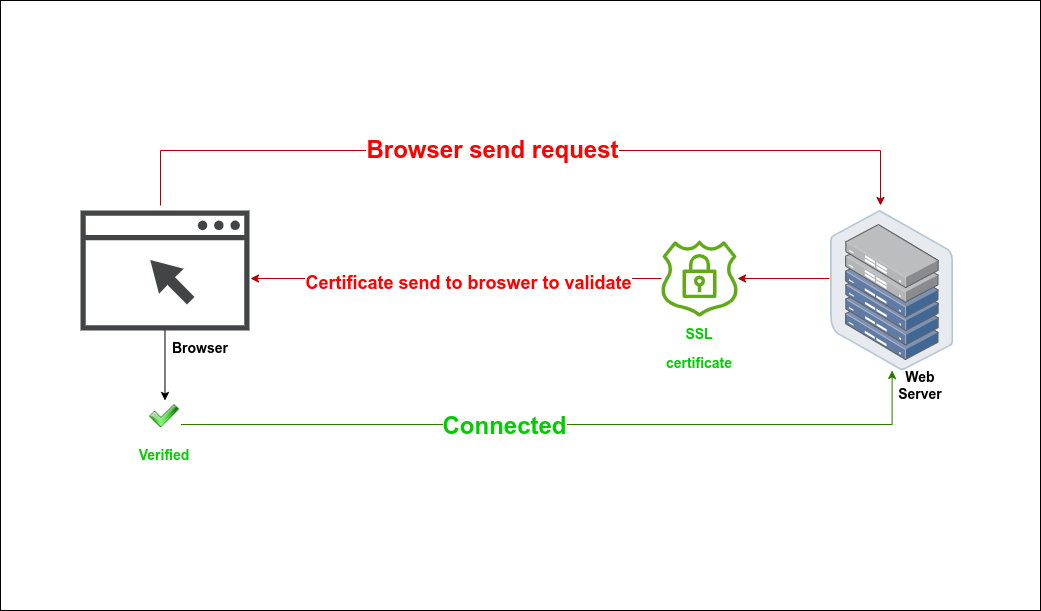 Browser send request
Certificate send to broswer to validate
SSL
certificate
Browser
Web
Server
Connected
Verified